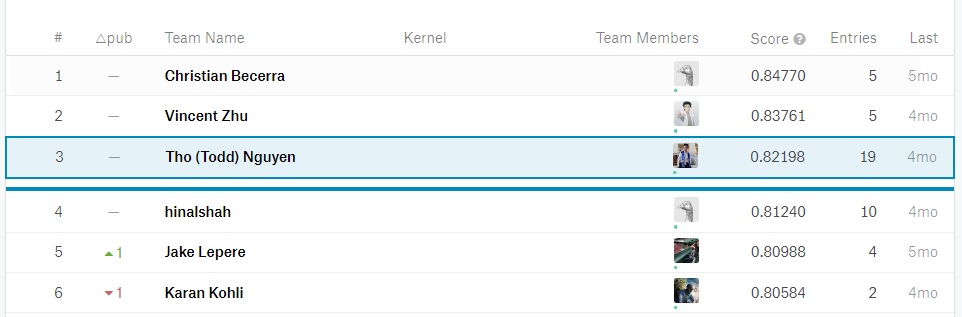 # △pub Team Name Kernel Team Members Score ? Entries Last
1 — Christian Becerra 0.84770 5 5mo
2 — Vincent Zhu 0.83761 5 4mo
3 — Tho (Todd) Nguyen 0.82198 19 4mo
4 — hinalshah 0.81240 10 4mo
5 ▲1 Jake Lepere 0.80988 4 5mo
6 ▼1 Karan Kohli 0.80584 2 4mo